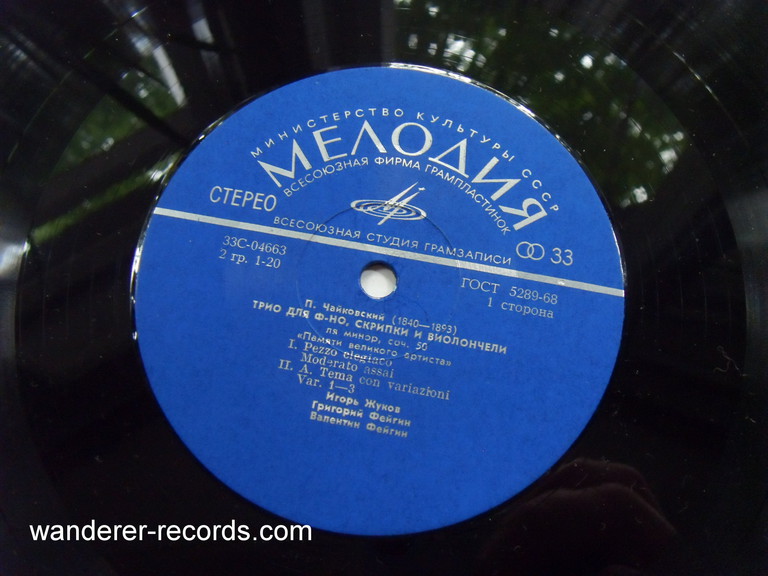 МИНИСТЕРСТВО КУЛЬТУРЫ СССР
МЕЛОДИЯ
ВСЕСОЮЗНАЯ ФИРМА ГРАМПЛАСТИНОК
СТЕРЕО
33
ВСЕСОЮЗНАЯ СТУДИЯ ГРАМЗАПИСИ
33С-04663
2 гр. 1-20
ГОСТ 5289-68
1 сторона
П. Чайковский (1840—1893)
ТРИО ДЛЯ Ф-НО, СКРИПКИ И ВИОЛОНЧЕЛИ
ля минор, соч. 50
«Памяти великого артиста»
I. Pezzo elegiaco
Moderato assai
II. A. Tema con variazioni
Var. 1—3
Игорь Жуков
Григорий Фейгин
Валентин Фейгин
wanderer-records.com